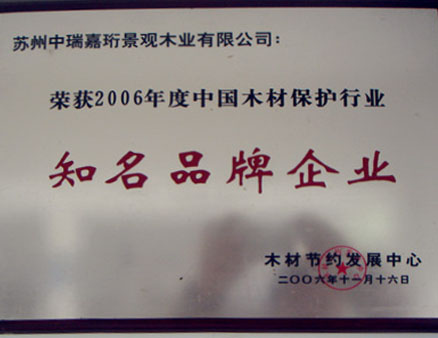 苏州中瑞嘉珩景观木业有限公司：
荣获2006年度中国木材保护行业
知名品牌企业
木材节约发展中心
二〇〇六年十一月十六日